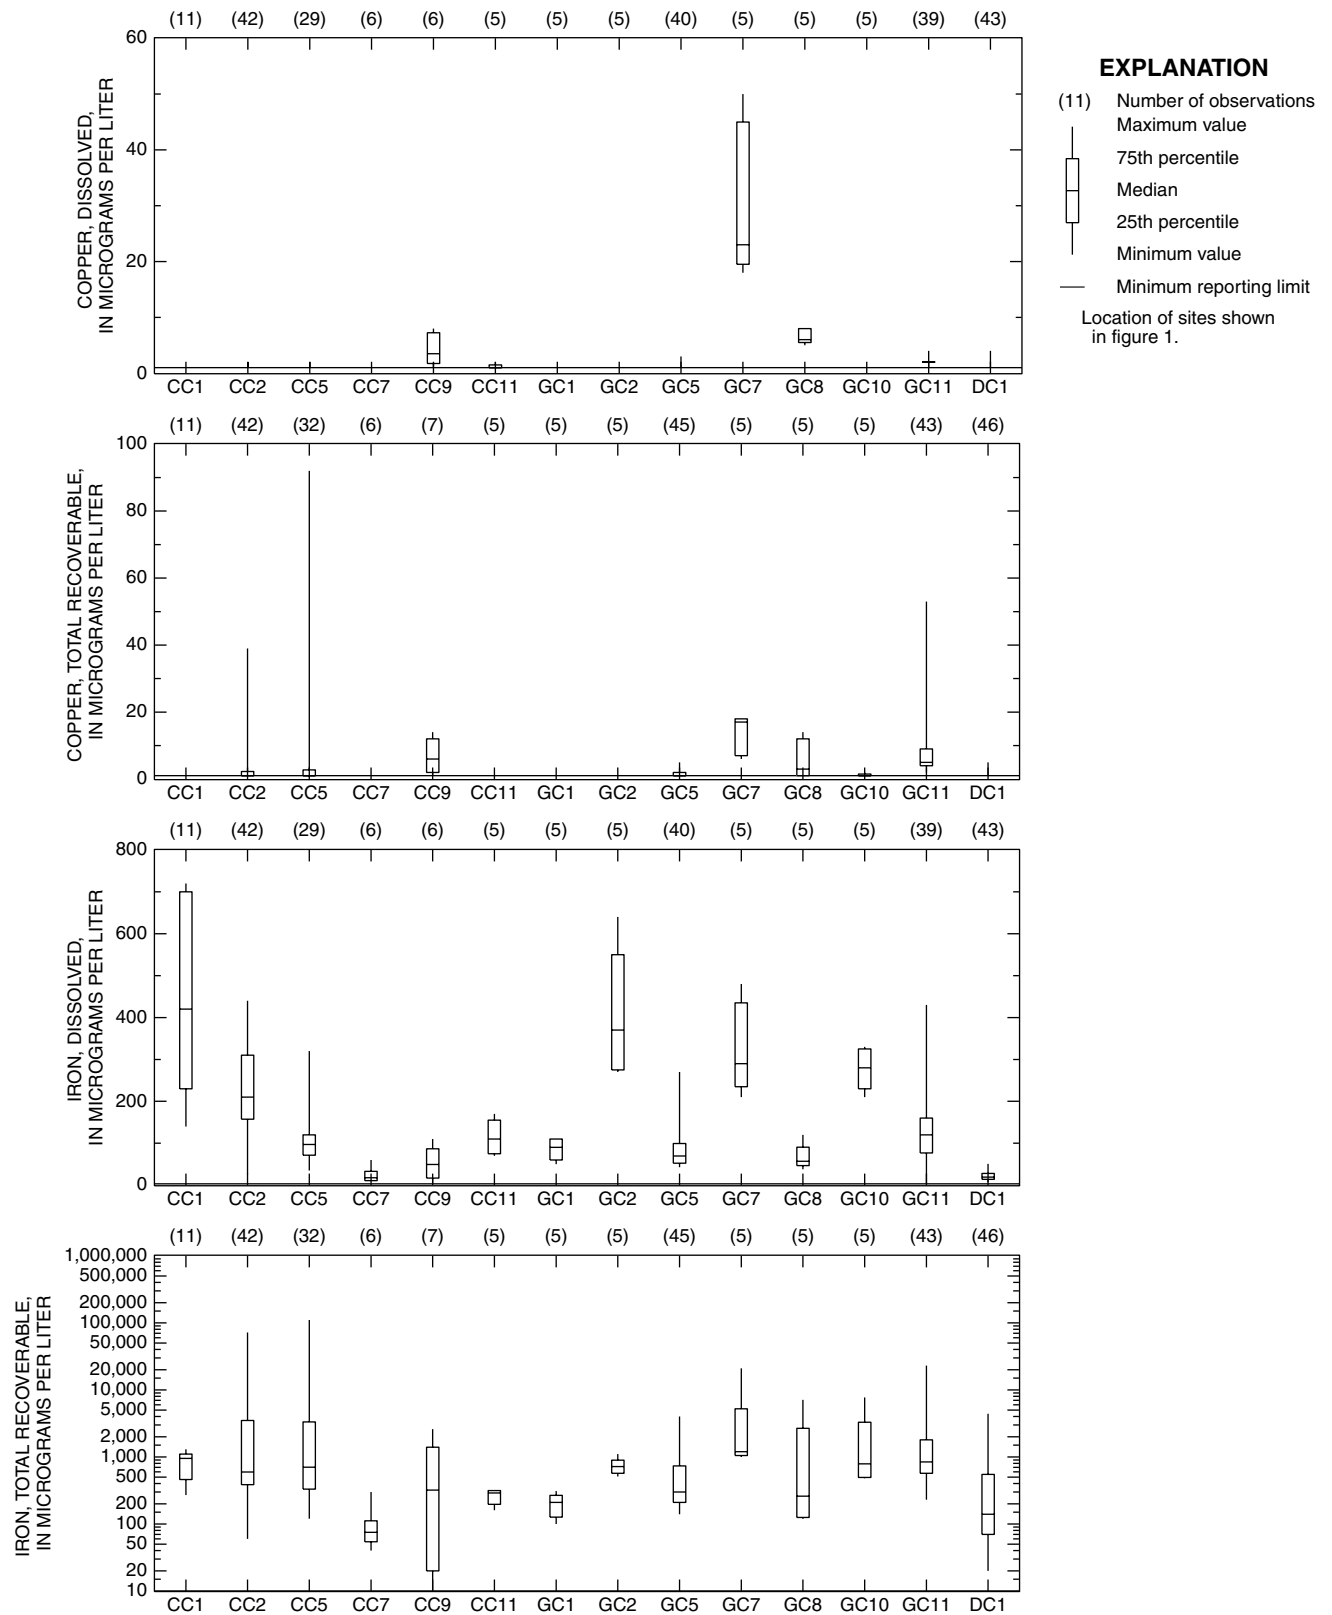 (11) (42) (29) (6) (6) (5) (5) (5) (40) (5) (5) (5) (39) (43)
COPPER, DISSOLVED,
IN MICROGRAMS PER LITER
60
40
20
0
CC1 CC2 CC5 CC7 CC9 CC11 GC1 GC2 GC5 GC7 GC8 GC10 GC11 DC1
EXPLANATION
(11) Number of observations
Maximum value
75th percentile
Median
25th percentile
Minimum value
Minimum reporting limit
Location of sites shown
in figure 1.
(11) (42) (32) (6) (7) (5) (5) (5) (45) (5) (5) (5) (43) (46)
COPPER, TOTAL RECOVERABLE,
IN MICROGRAMS PER LITER
100
80
60
40
20
0
CC1 CC2 CC5 CC7 CC9 CC11 GC1 GC2 GC5 GC7 GC8 GC10 GC11 DC1
(11) (42) (29) (6) (6) (5) (5) (5) (40) (5) (5) (5) (39) (43)
IRON, DISSOLVED,
IN MICROGRAMS PER LITER
800
600
400
200
0
CC1 CC2 CC5 CC7 CC9 CC11 GC1 GC2 GC5 GC7 GC8 GC10 GC11 DC1
(11) (42) (32) (6) (7) (5) (5) (5) (45) (5) (5) (5) (43) (46)
IRON, TOTAL RECOVERABLE,
IN MICROGRAMS PER LITER
1,000,000
500,000
200,000
100,000
50,000
20,000
10,000
5,000
2,000
1,000
500
200
100
50
20
10
CC1 CC2 CC5 CC7 CC9 CC11 GC1 GC2 GC5 GC7 GC8 GC10 GC11 DC1